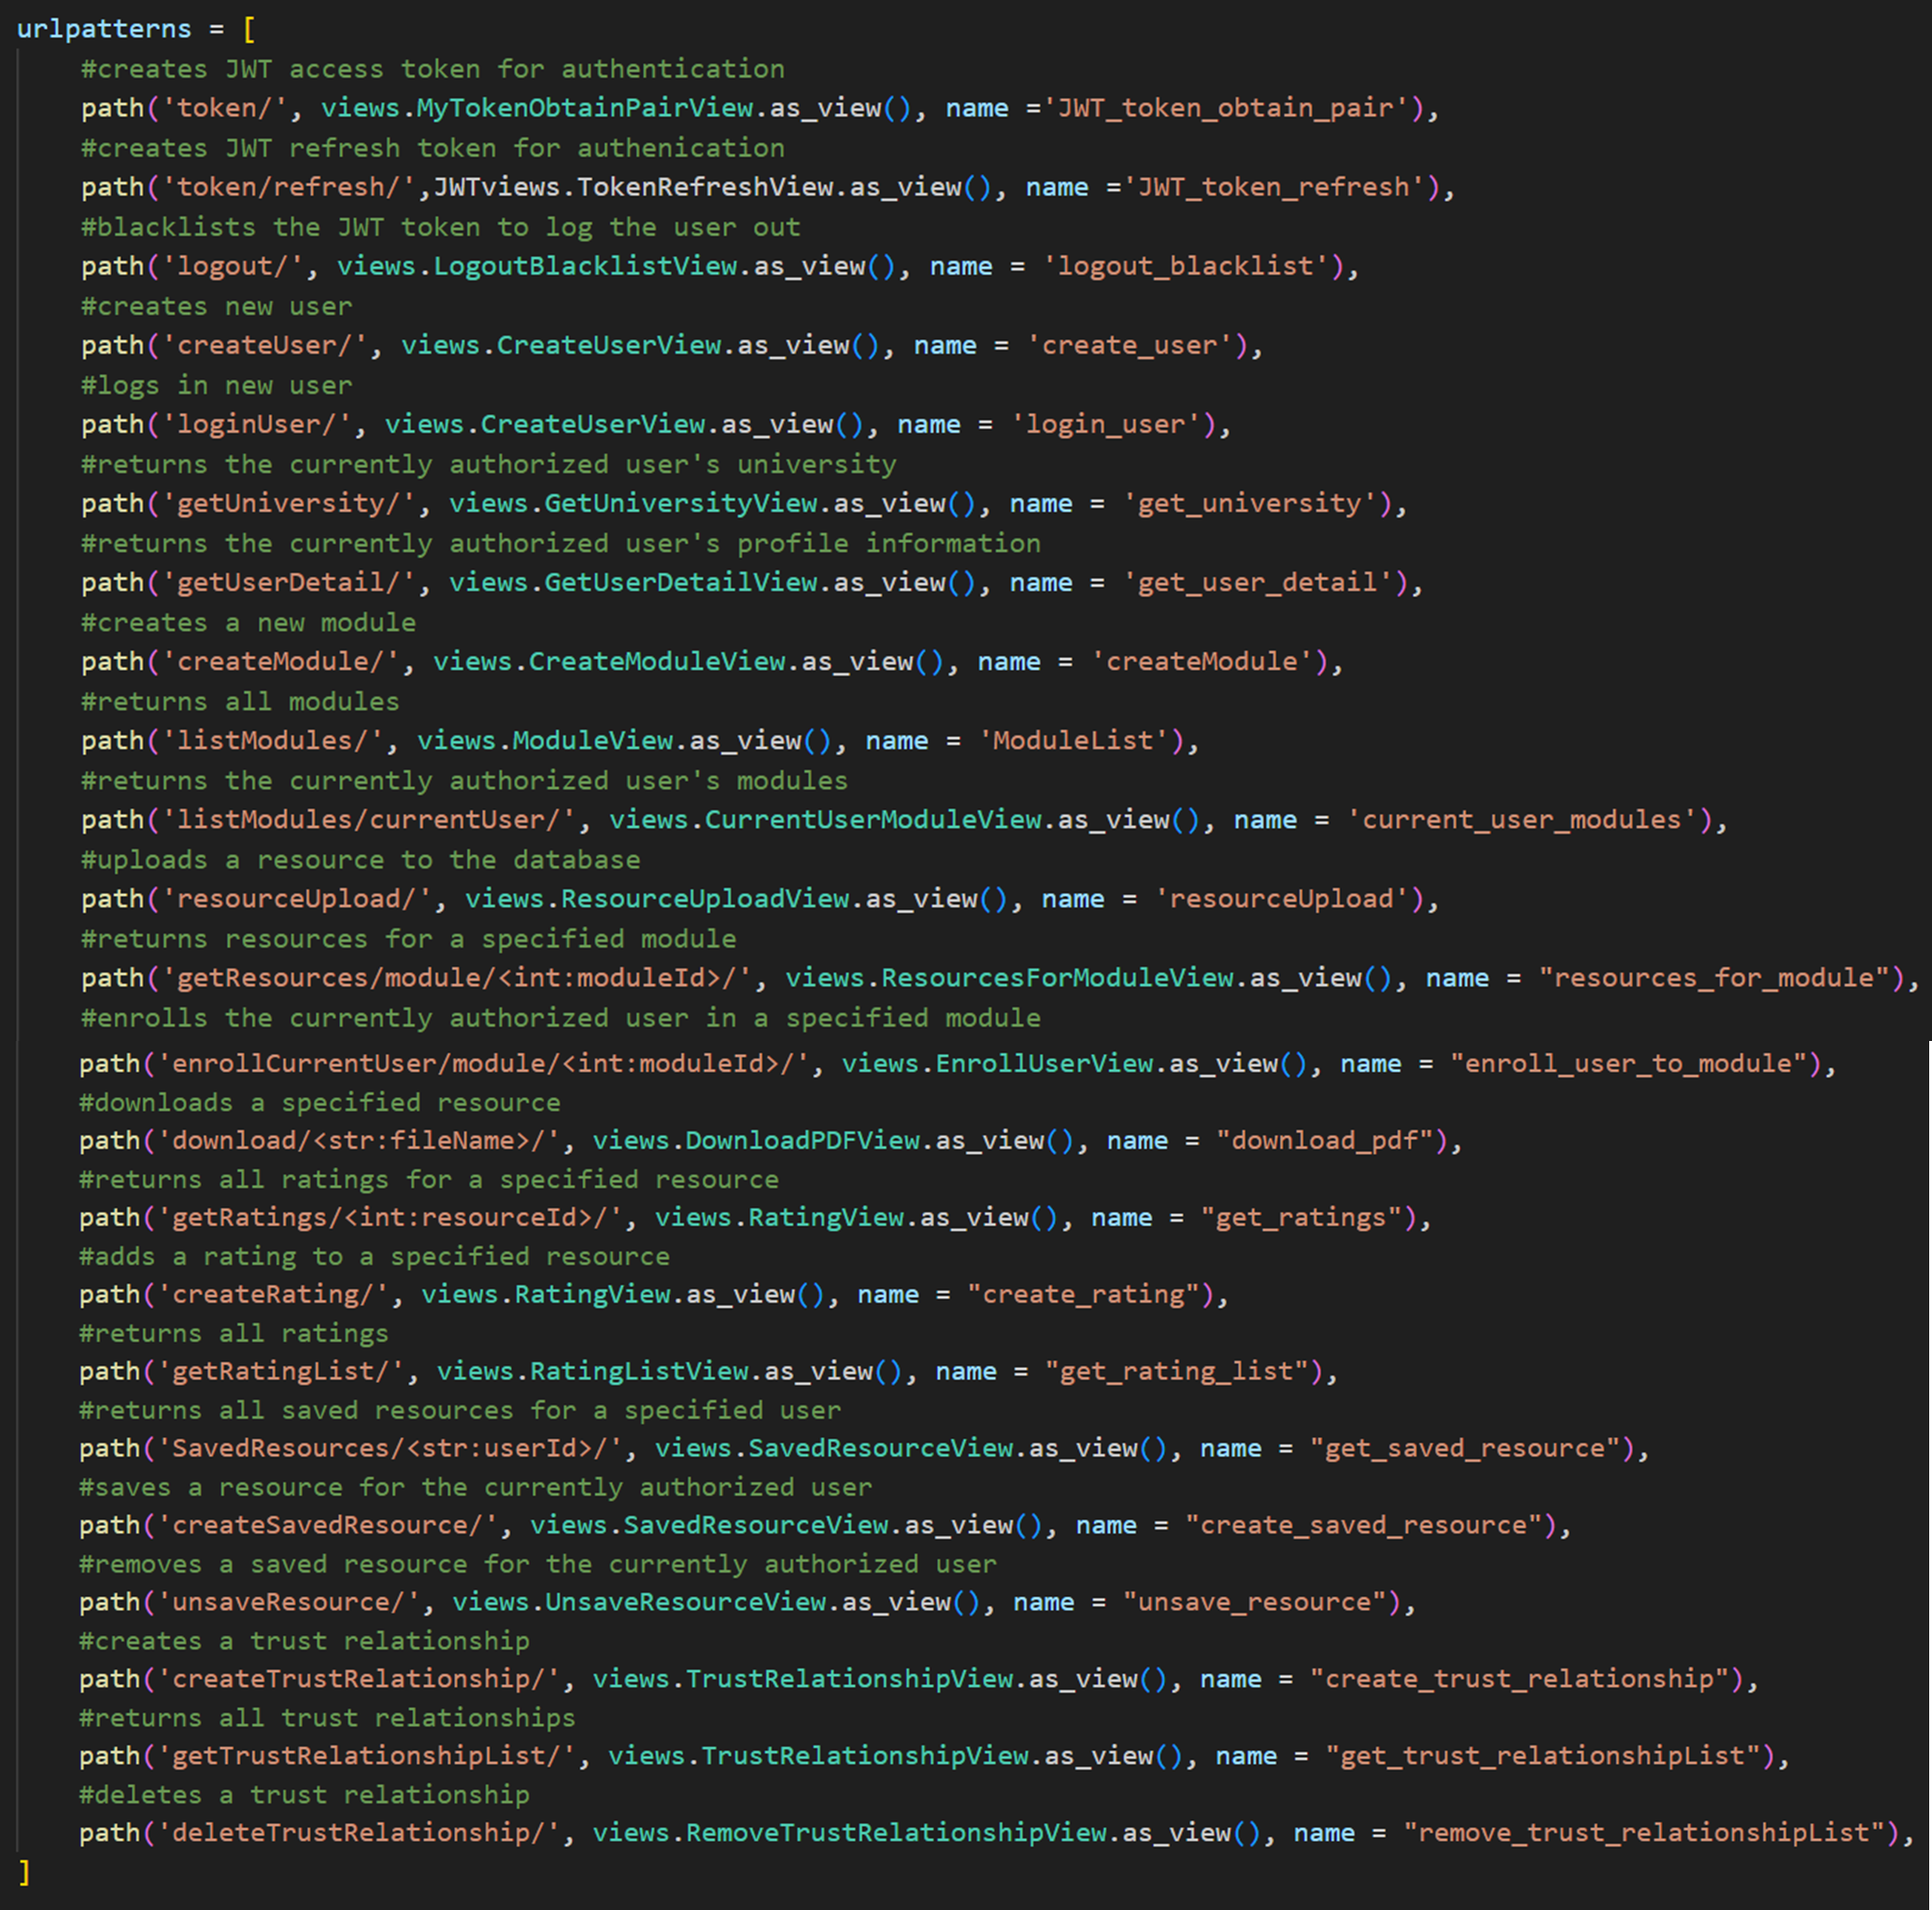 urlpatterns = [
#creates JWT access token for authentication
path('token/', views.MyTokenObtainPairView.as_view(), name ='JWT_token_obtain_pair'),
#creates JWT refresh token for authenication
path('token/refresh/',JWTviews.TokenRefreshView.as_view(), name ='JWT_token_refresh'),
#blacklists the JWT token to log the user out
path('logout/', views.LogoutBlacklistView.as_view(), name = 'logout_blacklist'),
#creates new user
path('createUser/', views.CreateUserView.as_view(), name = 'create_user'),
#logs in new user
path('loginUser/', views.CreateUserView.as_view(), name = 'login_user'),
#returns the currently authorized user's university
path('getUniversity/', views.GetUniversityView.as_view(), name = 'get_university'),
#returns the currently authorized user's profile information
path('getUserDetail/', views.GetUserDetailView.as_view(), name = 'get_user_detail'),
#creates a new module
path('createModule/', views.CreateModuleView.as_view(), name = 'createModule'),
#returns all modules
path('listModules/', views.ModuleView.as_view(), name = 'ModuleList'),
#returns the currently authorized user's modules
path('listModules/currentUser/', views.CurrentUserModuleView.as_view(), name = 'current_user_modules'),
#uploads a resource to the database
path('resourceUpload/', views.ResourceUploadView.as_view(), name = 'resourceUpload'),
#returns resources for a specified module
path('getResources/module/<int:moduleId>/', views.ResourcesForModuleView.as_view(), name = "resources_for_module"),
#enrolls the currently authorized user in a specified module
path('enrollCurrentUser/module/<int:moduleId>/', views.EnrollUserView.as_view(), name = "enroll_user_to_module"),
#downloads a specified resource
path('download/<str:fileName>/', views.DownloadPDFView.as_view(), name = "download_pdf"),
#returns all ratings for a specified resource
path('getRatings/<int:resourceId>/', views.RatingView.as_view(), name = "get_ratings"),
#adds a rating to a specified resource
path('createRating/', views.RatingView.as_view(), name = "create_rating"),
#returns all ratings
path('getRatingList/', views.RatingListView.as_view(), name = "get_rating_list"),
#returns all saved resources for a specified user
path('SavedResources/<str:userId>/', views.SavedResourceView.as_view(), name = "get_saved_resource"),
#saves a resource for the currently authorized user
path('createSavedResource/', views.SavedResourceView.as_view(), name = "create_saved_resource"),
#removes a saved resource for the currently authorized user
path('unsaveResource/', views.UnsaveResourceView.as_view(), name = "unsave_resource"),
#creates a trust relationship
path('createTrustRelationship/', views.TrustRelationshipView.as_view(), name = "create_trust_relationship"),
#returns all trust relationships
path('getTrustRelationshipList/', views.TrustRelationshipView.as_view(), name = "get_trust_relationshipList"),
#deletes a trust relationship
path('deleteTrustRelationship/', views.RemoveTrustRelationshipView.as_view(), name = "remove_trust_relationshipList"),
]